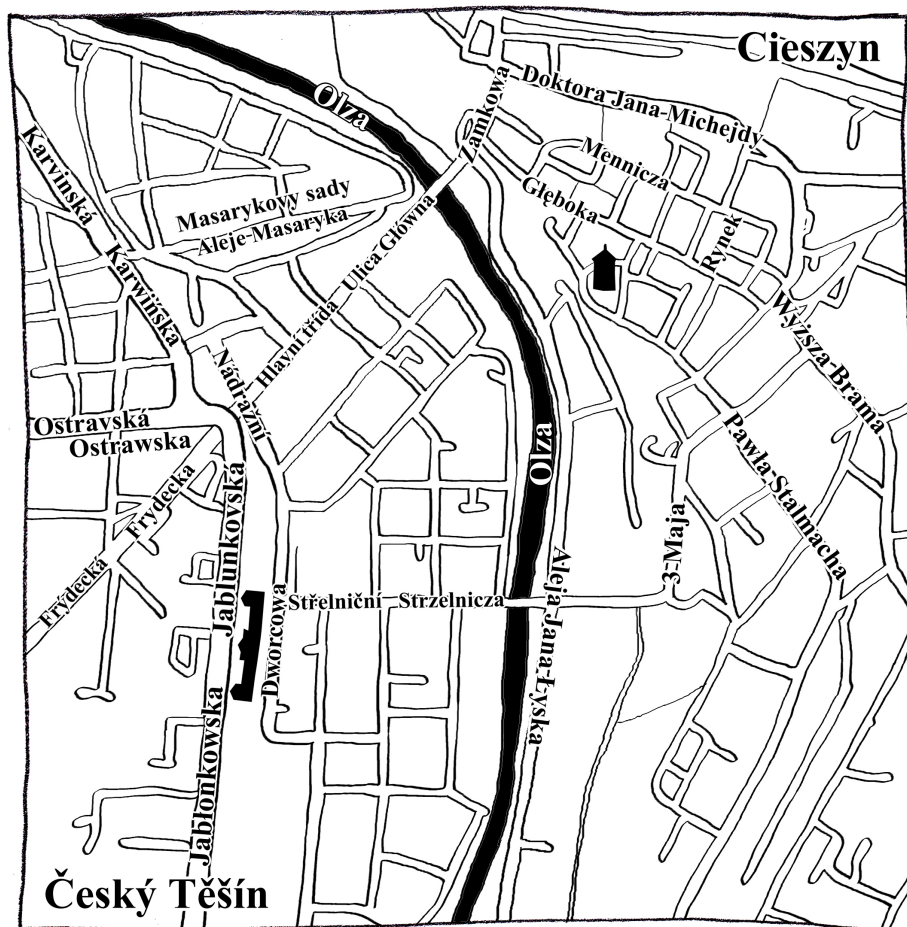 Cieszyn
Olza
Zamkowa
Doktora Jana-Michejdy
Mennicza
Głęboka
Rynek
Karvinská
Karwińska
Masarykovy sady
Aleje-Masaryka
Hlavní třída Ulica Główna
Nádražní
Wyższa-Brama
Ostravská
Ostrawska
Frýdecká
Frydecka
Jabłunkovska
Jabłonkowska
Dworcowa
Střelniční Strzelnicza
Olza
Aleja-Jana-Łyska
3-Maja
Pawła-Stalmacha
Český Těšín